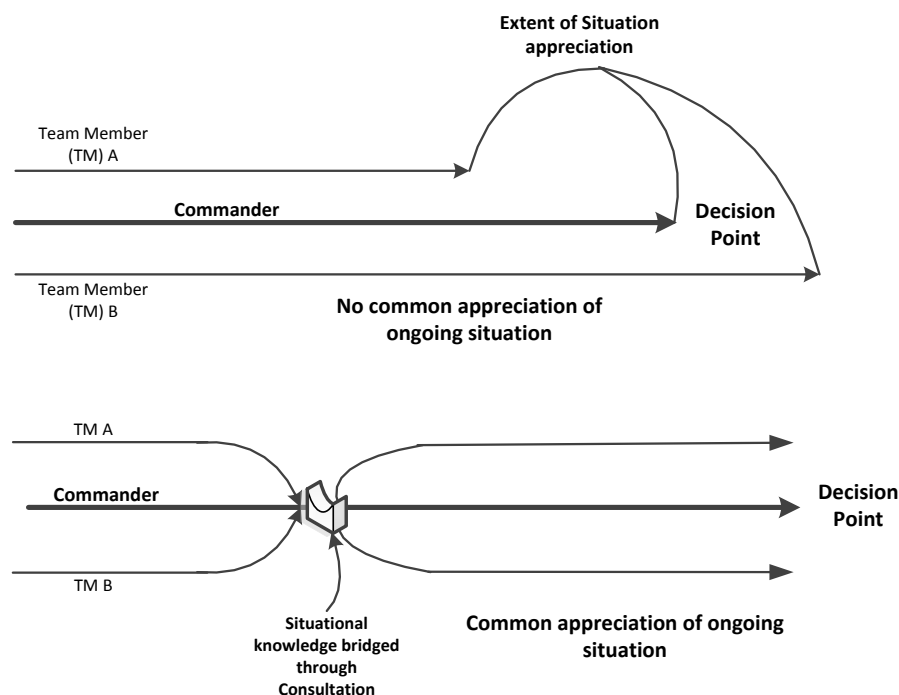 Extent of Situation
appreciation
Team Member
(TM) A
Commander
Decision
Point
Team Member
(TM) B
No common appreciation of
ongoing situation
TM A
Commander
Decision
Point
TM B
Situational
knowledge bridged
through
Consultation
Common appreciation of ongoing
situation